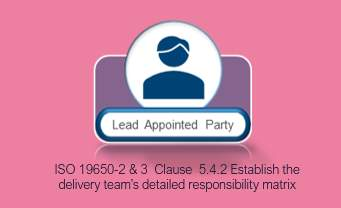 Lead Appointed Party
ISO 19650-2 & 3 Clause 5.4.2 Establish the
delivery team's detailed responsibility matrix